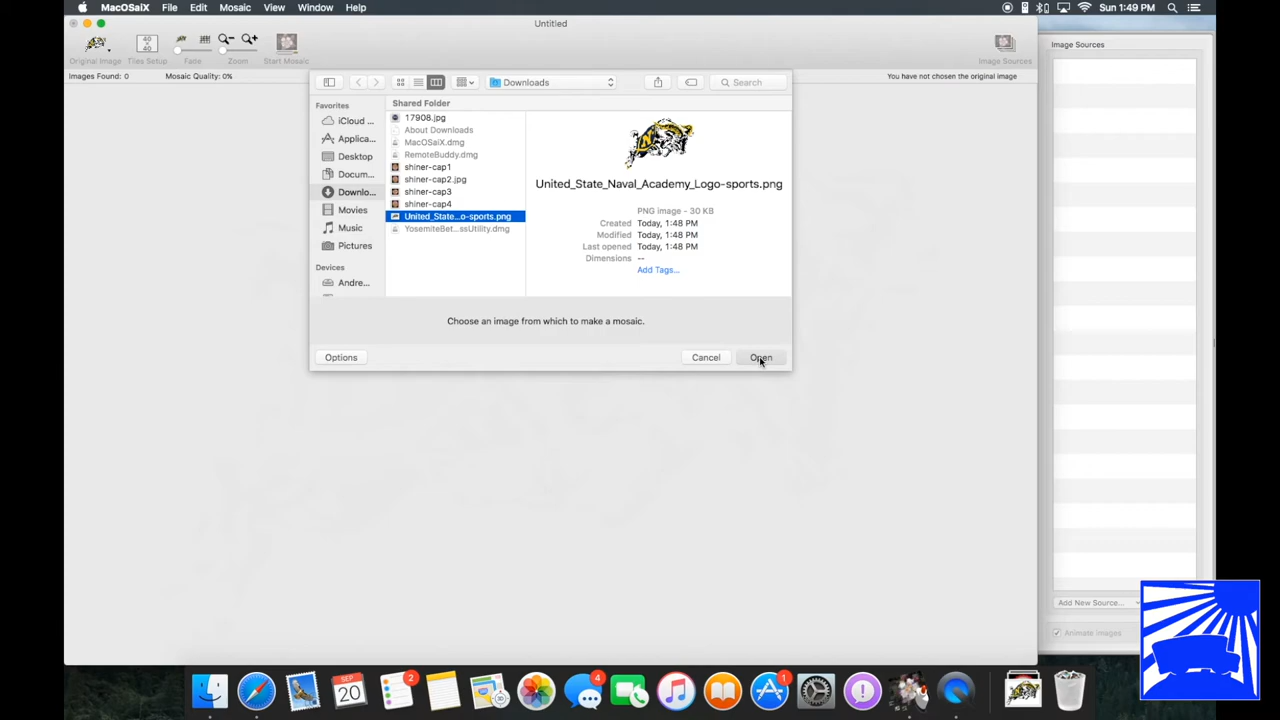 MacOSaiX File Edit Mosaic View Window Help Sun 1:49 PM
Untitled
Image Sources
40
40
Original Image Tiles Setup Fade Zoom Start Mosaic Image Sources
Images Found: 0 Mosaic Quality: 0% You have not chosen the original image
Downloads Search
Favorites
iCloud ...
Applica...
Desktop
Docum...
Downlo...
Movies
Music
Pictures
Devices
Andre...
Shared Folder
17908.jpg
About Downloads
MacOSaiX.dmg
RemoteBuddy.dmg
shiner-cap1
shiner-cap2.jpg
shiner-cap3
shiner-cap4
United_State...o-sports.png
YosemiteBet...ssUtility.dmg
United_State_Naval_Academy_Logo-sports.png
PNG image - 30 KB
Created Today, 1:48 PM
Modified Today, 1:48 PM
Last opened Today, 1:48 PM
Dimensions --
Add Tags...
Choose an image from which to make a mosaic.
Options Cancel Open
Add New Source...
Animate Images
SEP
20
2
4
1